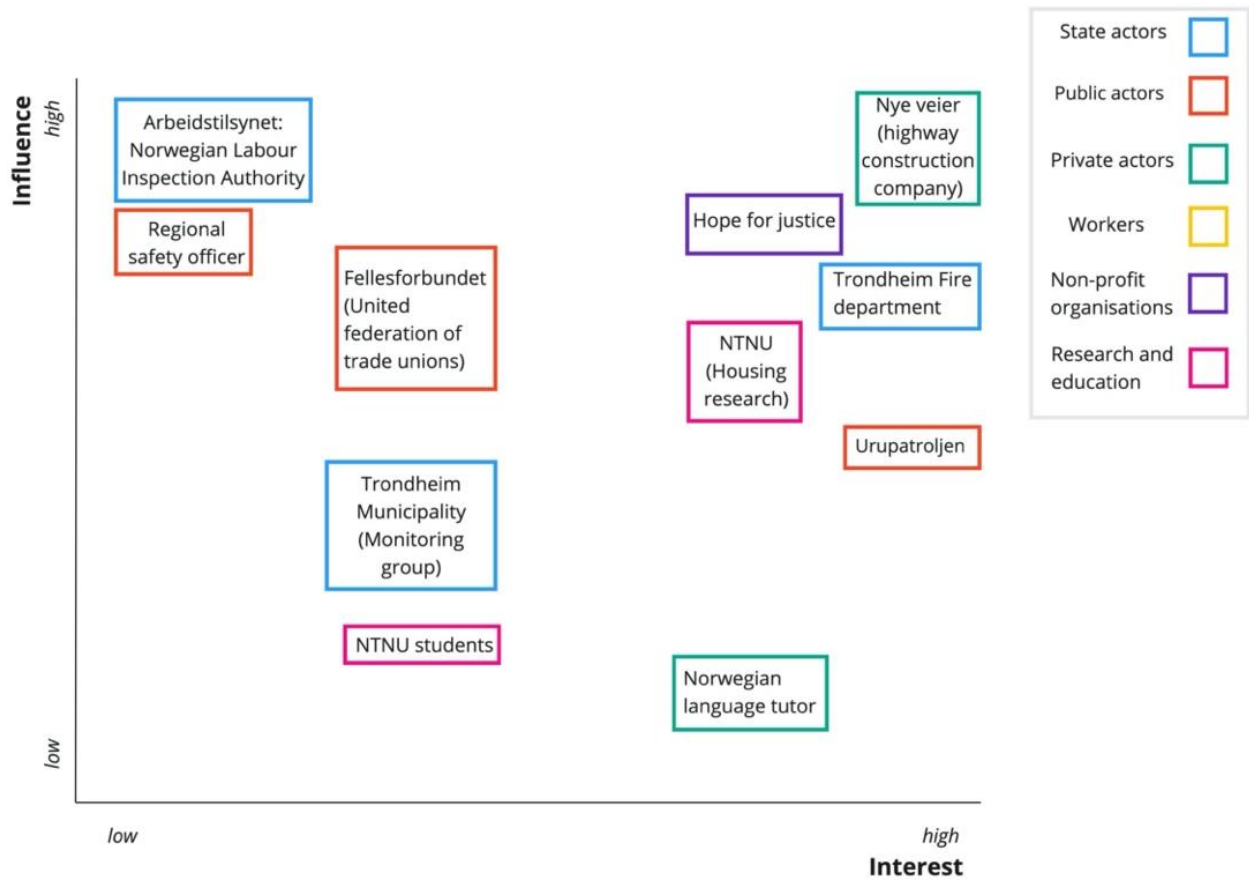 Influence
high
low
low
high
Interest
Arbeidstilsynet:
Norwegian Labour
Inspection Authority
Regional
safety officer
Fellesforbundet
(United
federation of
trade unions)
Trondheim
Municipality
(Monitoring
group)
NTNU students
Nye veier
(highway
construction
company)
Hope for justice
Trondheim Fire
department
NTNU
(Housing
research)
Urupatroljen
Norwegian
language tutor
State actors
Public actors
Private actors
Workers
Non-profit
organisations
Research and
education